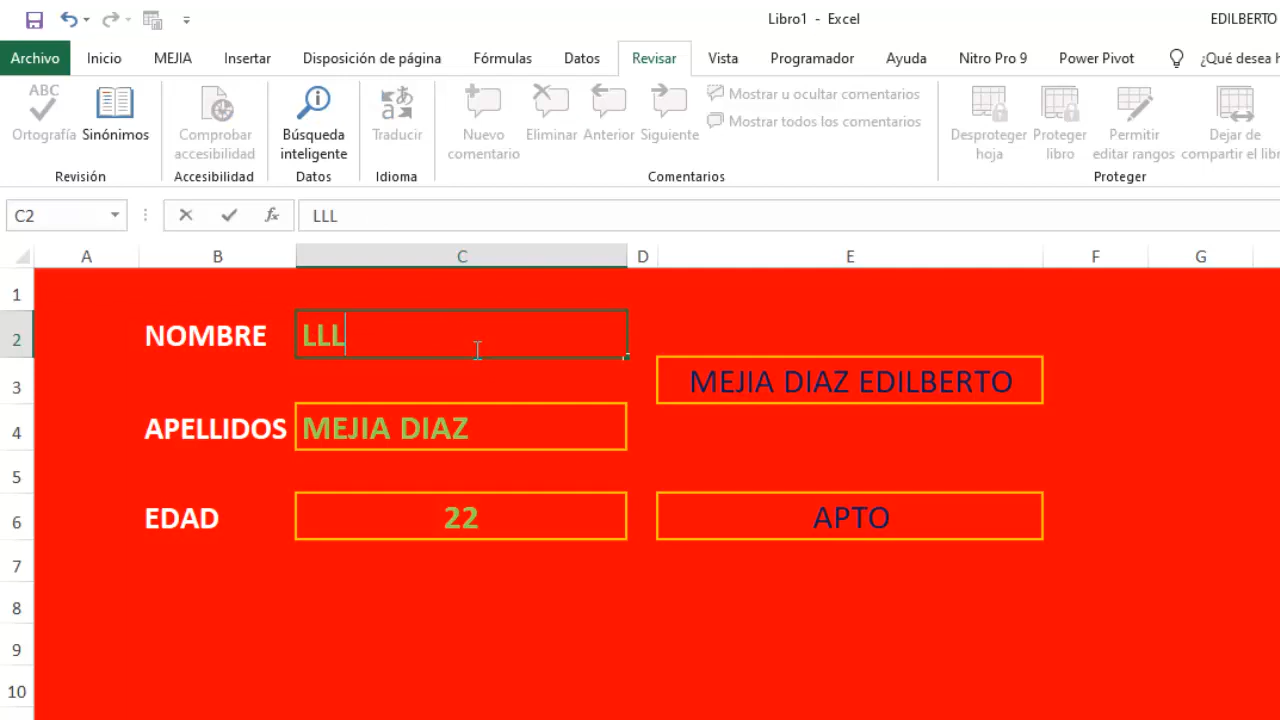 Libro1 - Excel
EDILBERTO
Archivo Inicio MEJIA Insertar Disposición de página Fórmulas Datos Revisar Vista Programador Ayuda Nitro Pro 9 Power Pivot ¿Qué desea h
ABC
Ortografía
Sinónimos
Comprobar
accesibilidad
Búsqueda
inteligente
Traducir
Nuevo
comentario
Eliminar
Anterior
Siguiente
Mostrar u ocultar comentarios
Mostrar todos los comentarios
Desproteger
hoja
Proteger
libro
Permitir
editar rangos
Dejar de
compartir el libr
Revisión Accesibilidad Datos Idioma Comentarios Proteger
C2 fx LLL
A B C D E F G
1
2 NOMBRE LLL
3 MEJIA DIAZ EDILBERTO
4 APELLIDOS MEJIA DIAZ
5
6 EDAD 22 APTO
7
8
9
10